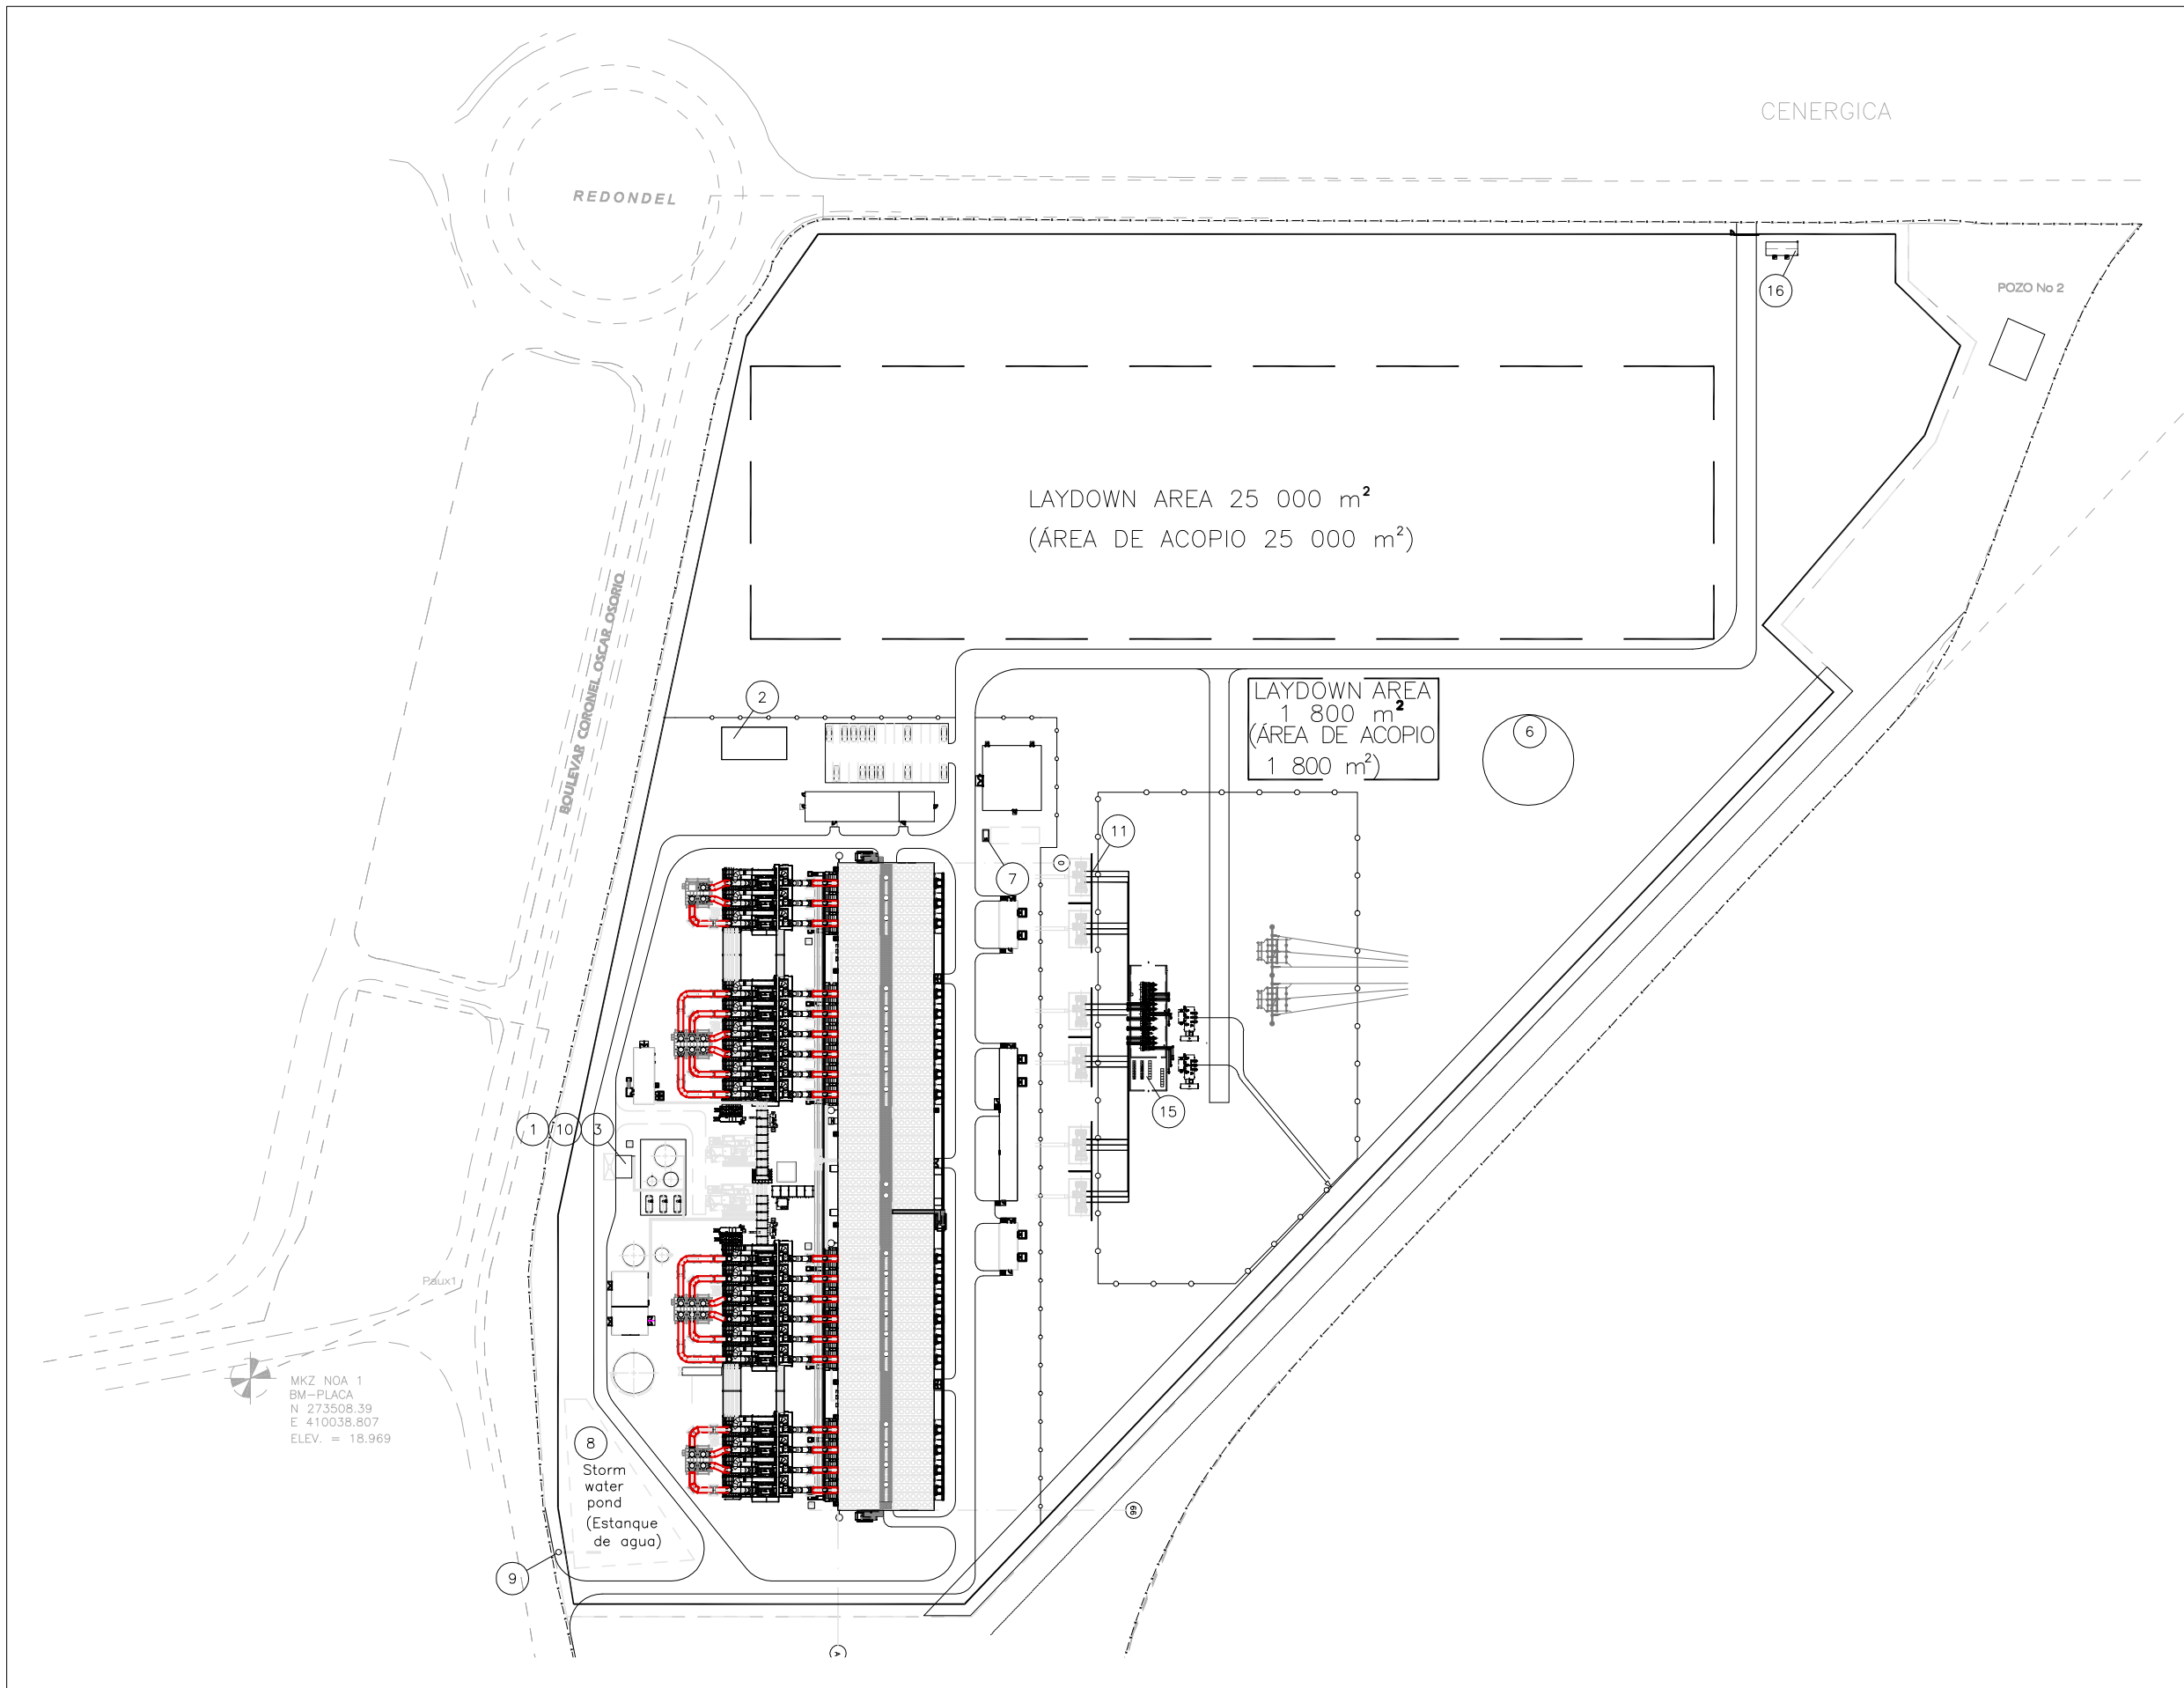 CENERGICA
REDONDEL
POZO No 2
16
LAYDOWN AREA 25 000 m²
(ÁREA DE ACOPIO 25 000 m²)
BOULEVAR CORONEL OSCAR OSORIO
2
LAYDOWN AREA
1 800 m²
(ÁREA DE ACOPIO
1 800 m²)
6
11
7
0
15
1
10
3
Paux1
MKZ NOA 1
BM-PLACA
N 273508.39
E 410038.807
ELEV. = 18.969
8
Storm
water
pond
(Estanque
de agua)
9
99
A